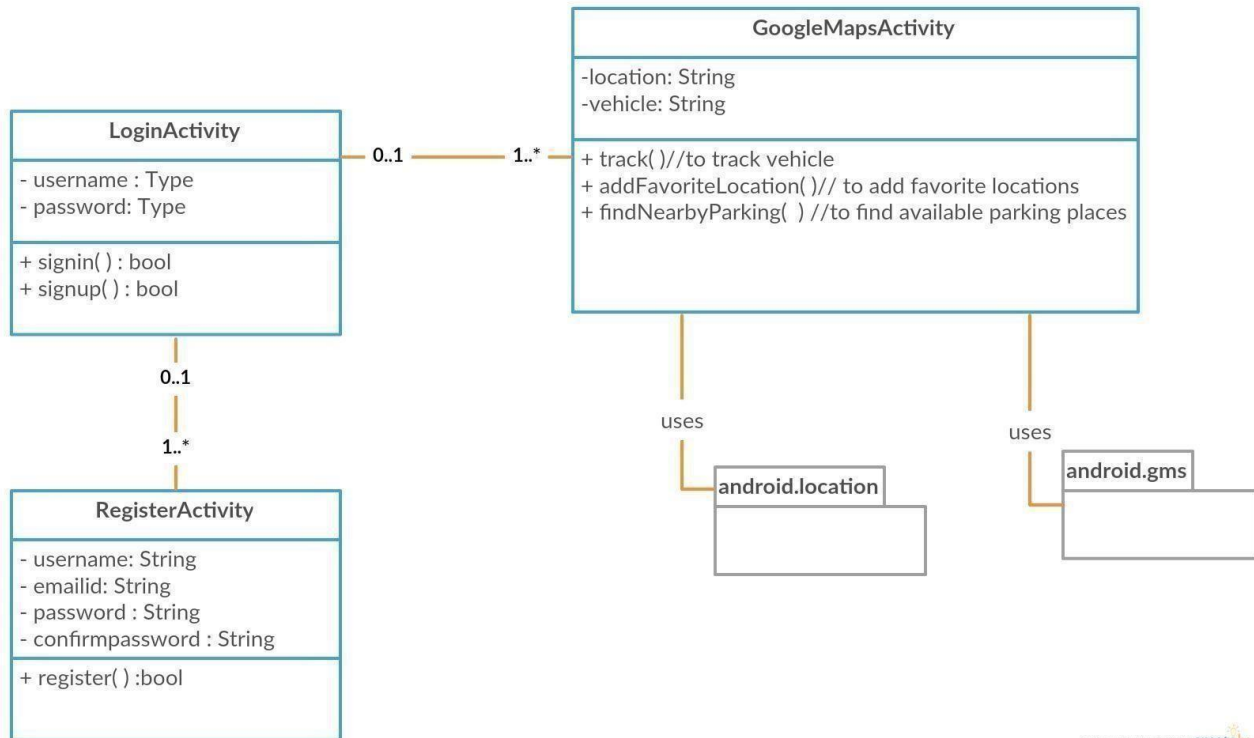 GoogleMapsActivity
-location: String
-vehicle: String
+ track( )//to track vehicle
+ addFavoriteLocation( )// to add favorite locations
+ findNearbyParking(  ) //to find available parking places
LoginActivity
- username : Type
- password: Type
+ signin( ) : bool
+ signup( ) : bool
0..1
1..*
0..1
1..*
RegisterActivity
- username: String
- emailid: String
- password : String
- confirmpassword : String
+ register( ) :bool
uses
android.location
uses
android.gms